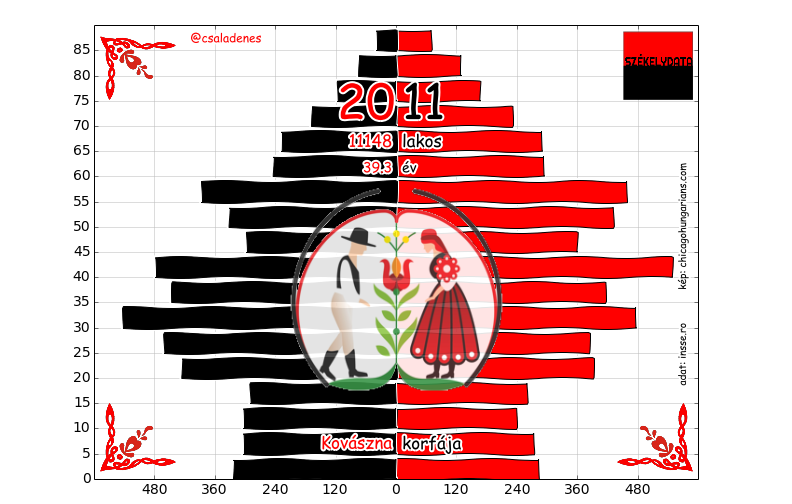 @csaladenes
SZÉKELYDATA
2011
11148 lakos
39.3 év
kép: chicagohungarians.com
adat: insse.ro
Kovászna korfája
85
80
75
70
65
60
55
50
45
40
35
30
25
20
15
10
5
0
480 360 240 120 0 120 240 360 480